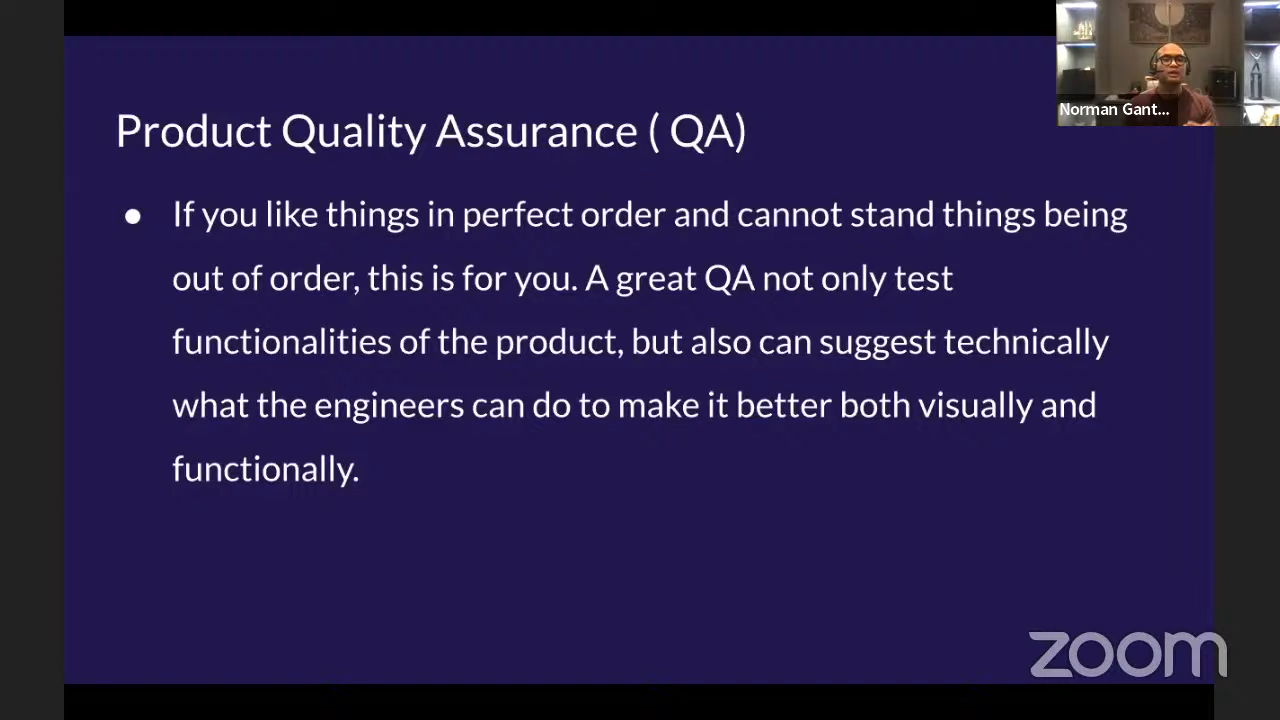 Norman Gant...
Product Quality Assurance ( QA)
● If you like things in perfect order and cannot stand things being
out of order, this is for you. A great QA not only test
functionalities of the product, but also can suggest technically
what the engineers can do to make it better both visually and
functionally.
zoom